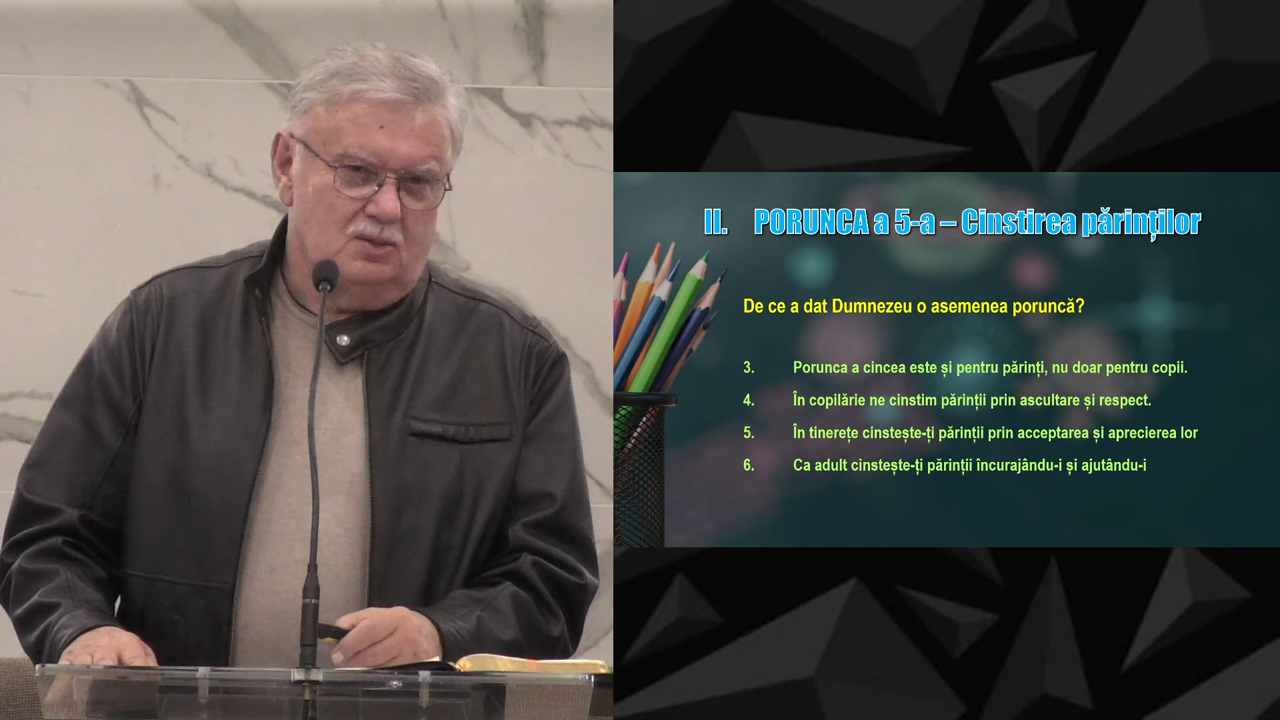 II. PORUNCA a 5-a – Cinstirea părinților
De ce a dat Dumnezeu o asemenea poruncă?
3. Porunca a cincea este și pentru părinți, nu doar pentru copii.
4. În copilărie ne cinstim părinții prin ascultare și respect.
5. În tinerețe cinstește-ți părinții prin acceptarea și aprecierea lor
6. Ca adult cinstește-ți părinții încurajându-i și ajutându-i